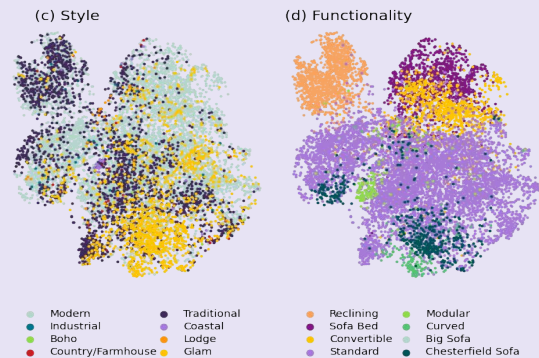 (c) Style
(d) Functionality
Modern
Traditional
Industrial
Coastal
Boho
Lodge
Country/Farmhouse
Glam
Reclining
Modular
Sofa Bed
Curved
Convertible
Big Sofa
Standard
Chesterfield Sofa